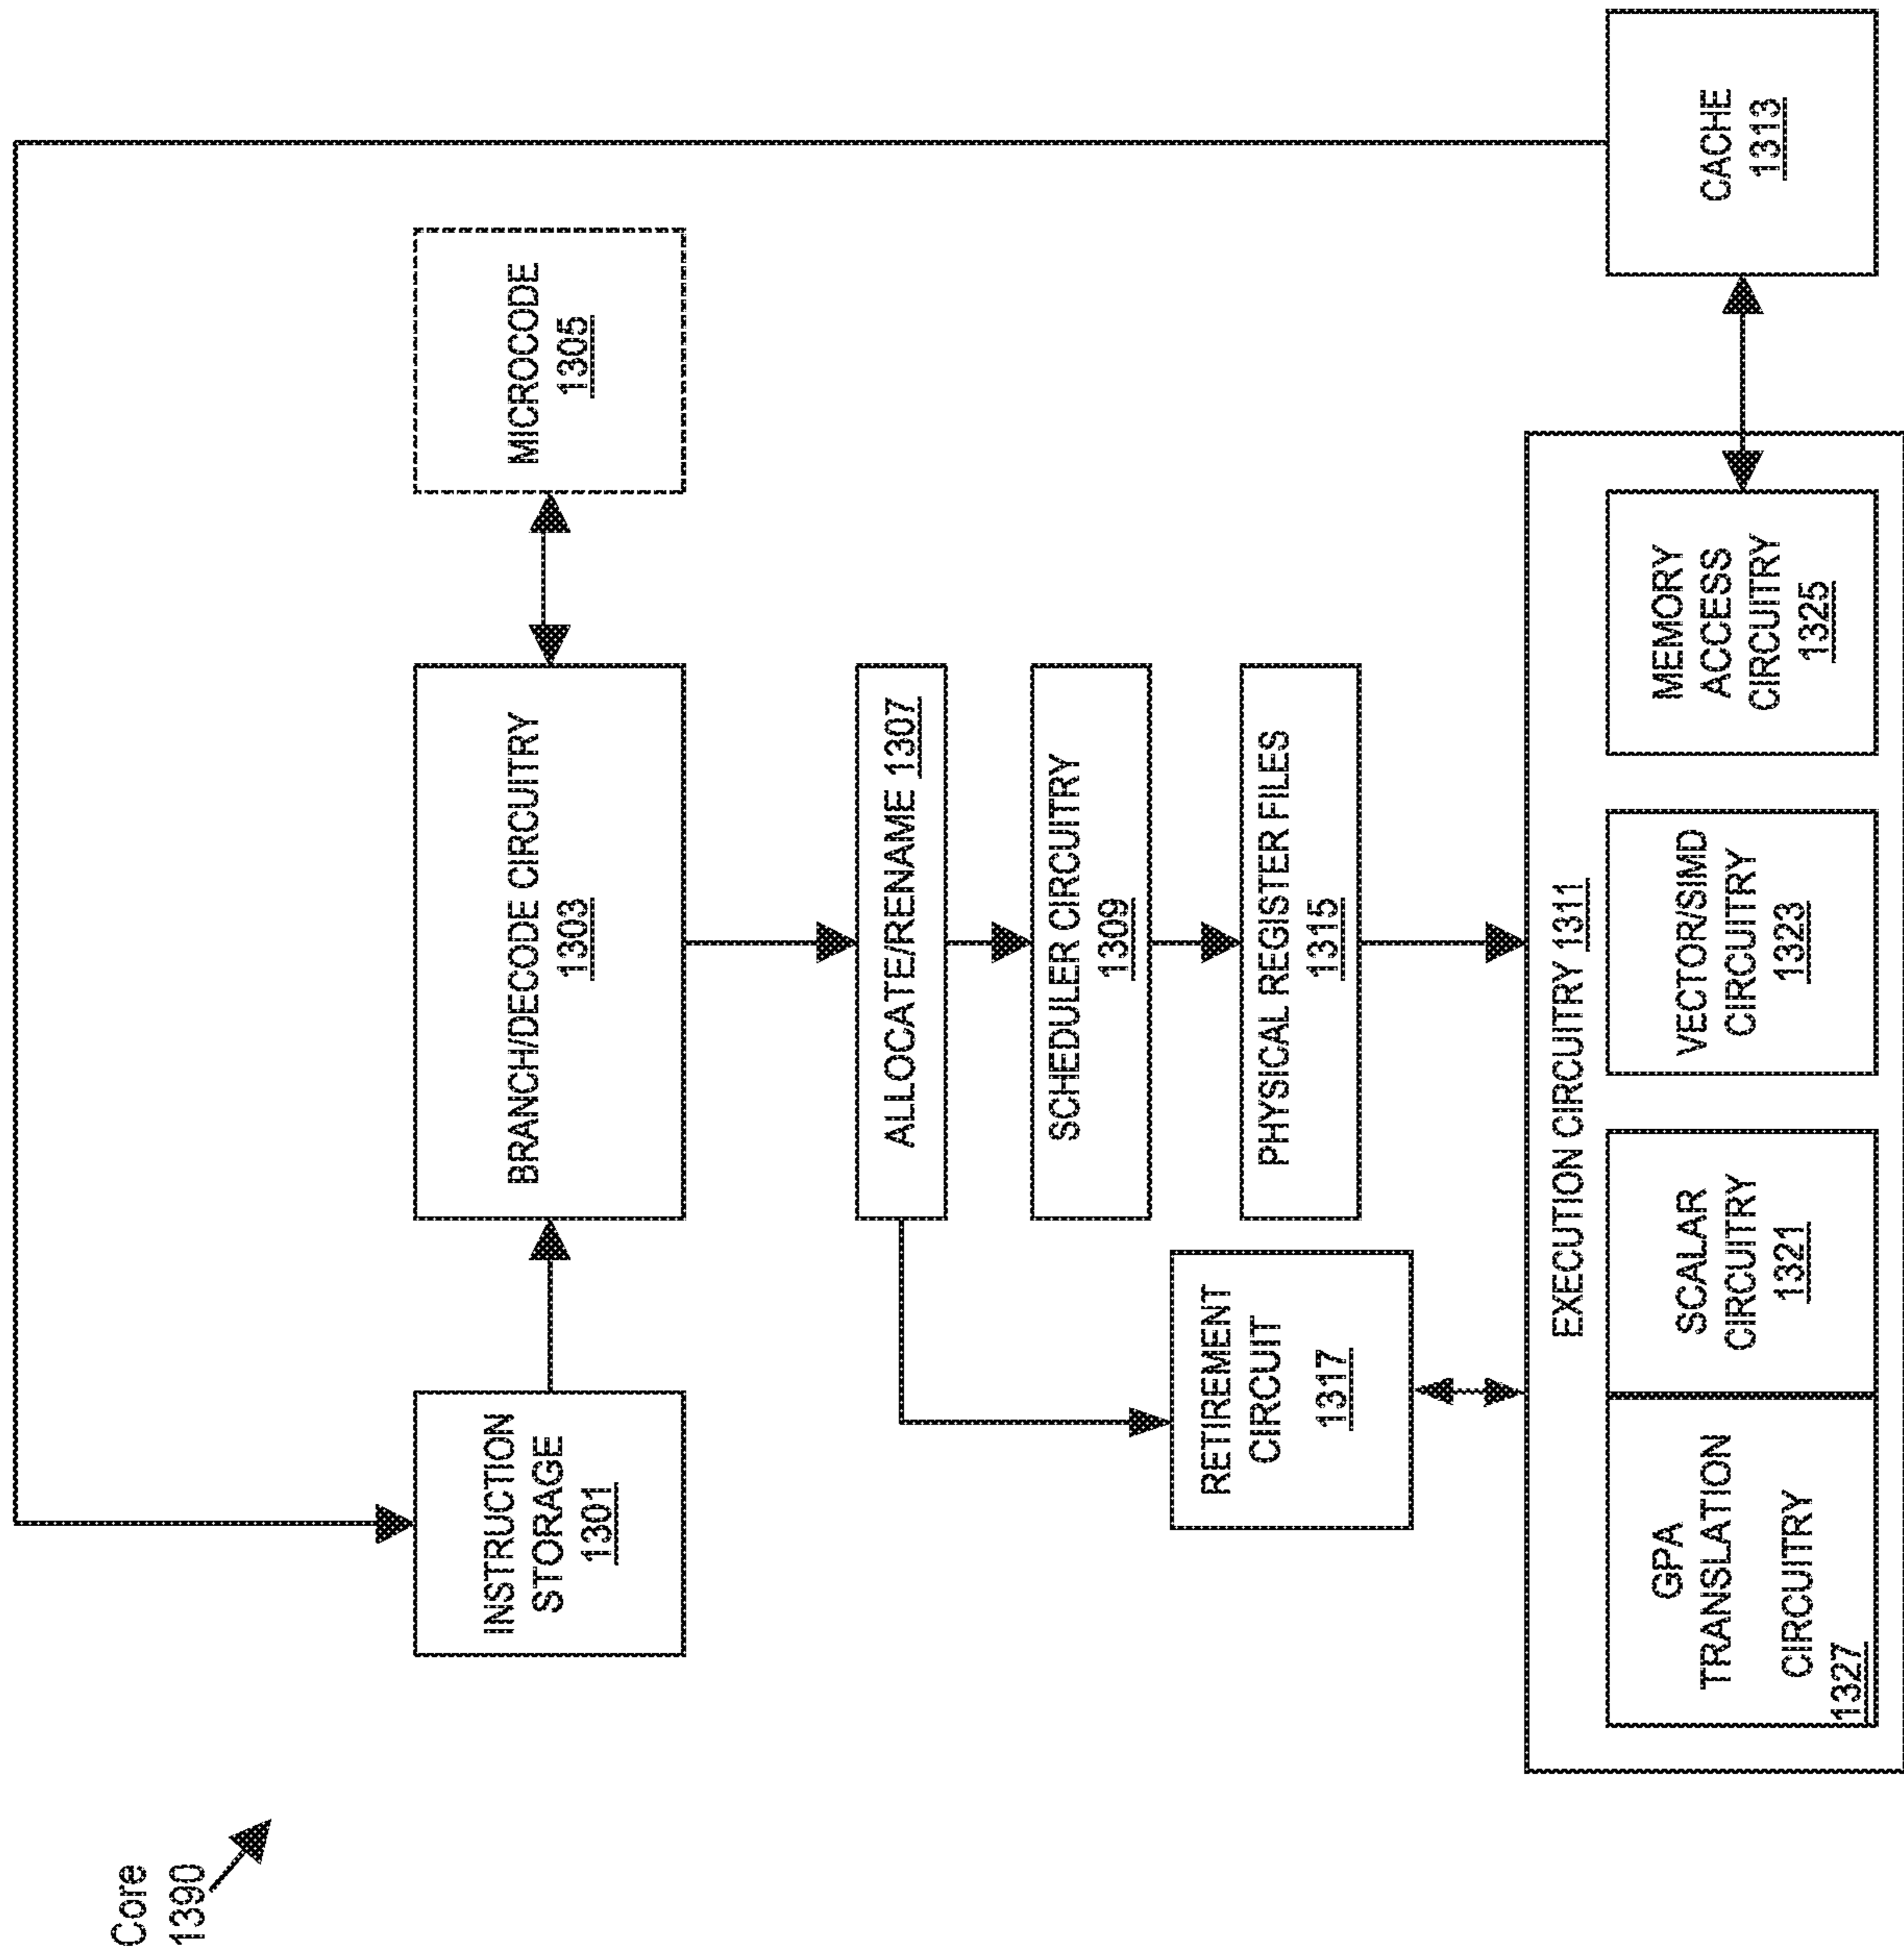 Core
1390
INSTRUCTION
STORAGE
1301
BRANCH/DECODE CIRCUITRY
1303
MICROCODE
1305
ALLOCATE/RENAME 1307
SCHEDULER CIRCUITRY
1309
RETIREMENT
CIRCUIT
1317
PHYSICAL REGISTER FILES
1315
EXECUTION CIRCUITRY 1311
GPA
TRANSLATION
CIRCUITRY
1327
SCALAR
CIRCUITRY
1321
VECTOR/SIMD
CIRCUITRY
1323
MEMORY
ACCESS
CIRCUITRY
1325
CACHE
1313